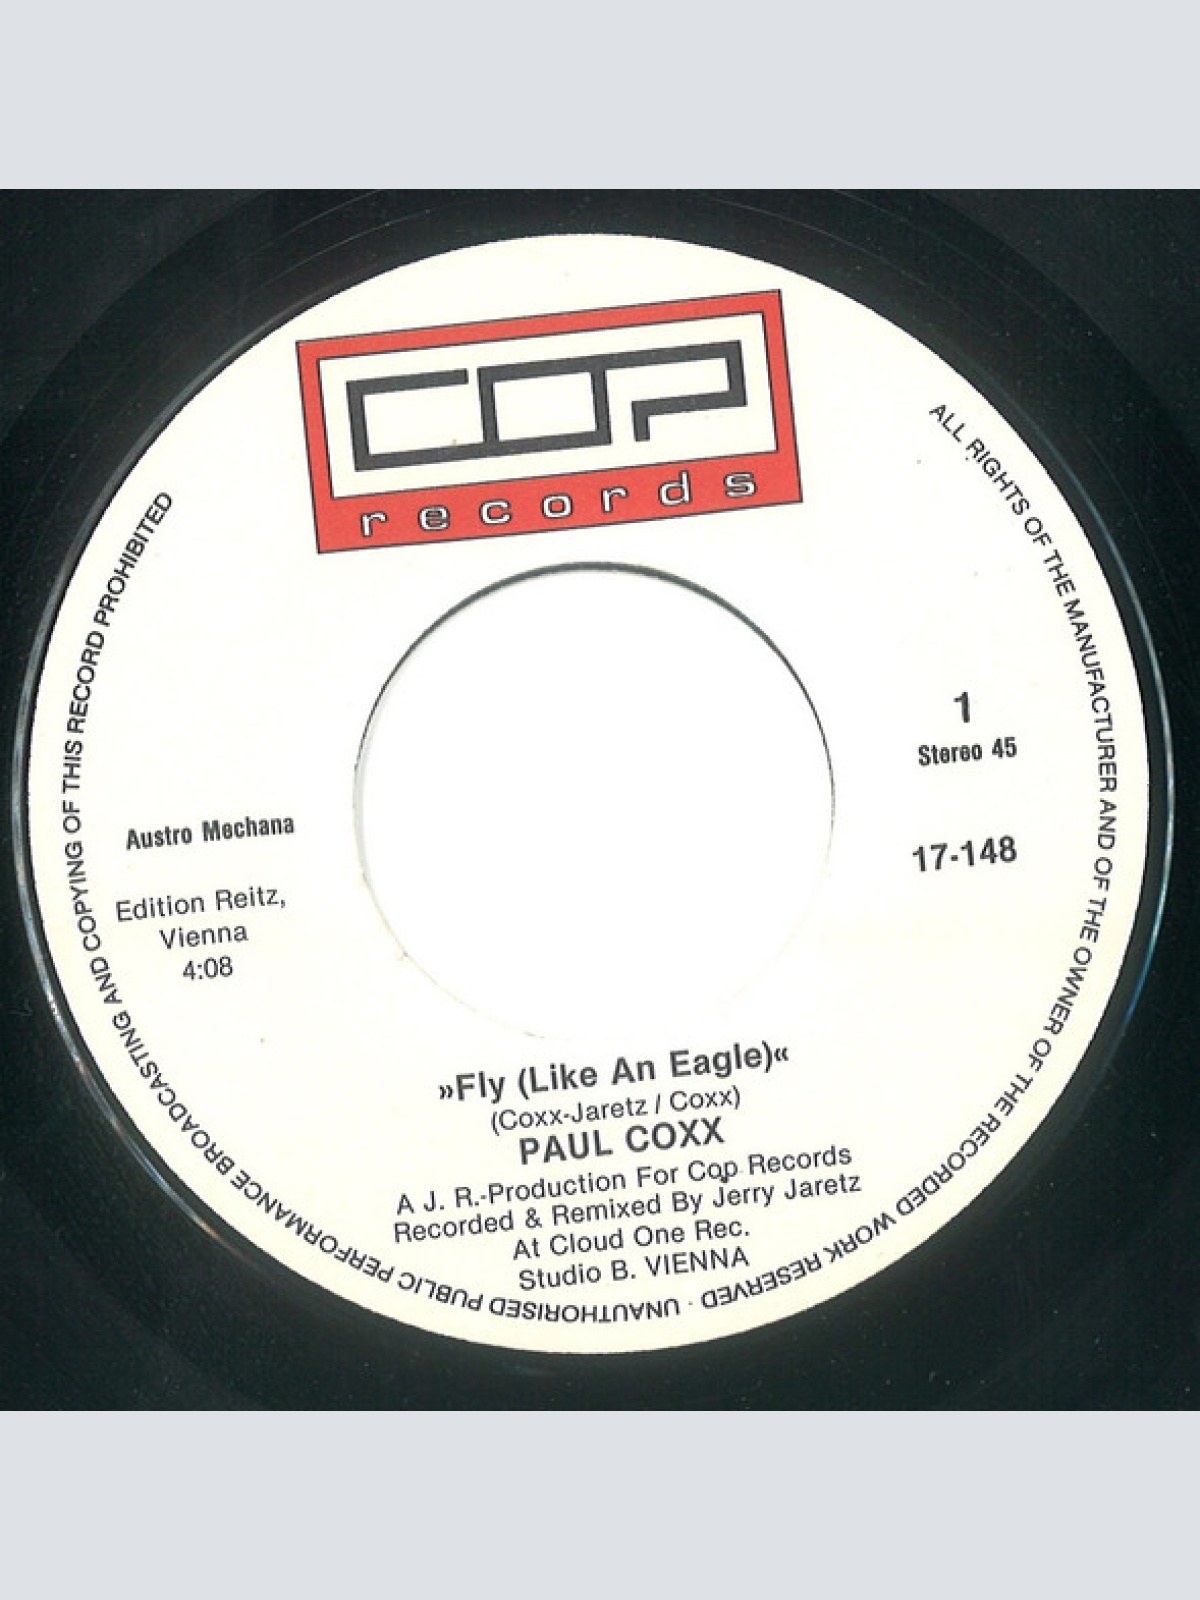 COP
records
ALL RIGHTS OF THE MANUFACTURER AND OF THE OWNER OF THE RECORDED WORK RESERVED · UNAUTHORISED PUBLIC PERFORMANCE BROADCASTING AND COPYING OF THIS RECORD PROHIBITED
1
Stereo 45
17-148
Austro Mechana
Edition Reitz,
Vienna
4:08
»Fly (Like An Eagle)«
(Coxx-Jaretz / Coxx)
PAUL COXX
A J. R.-Production For Cop Records
Recorded & Remixed By Jerry Jaretz
At Cloud One Rec.
Studio B. VIENNA